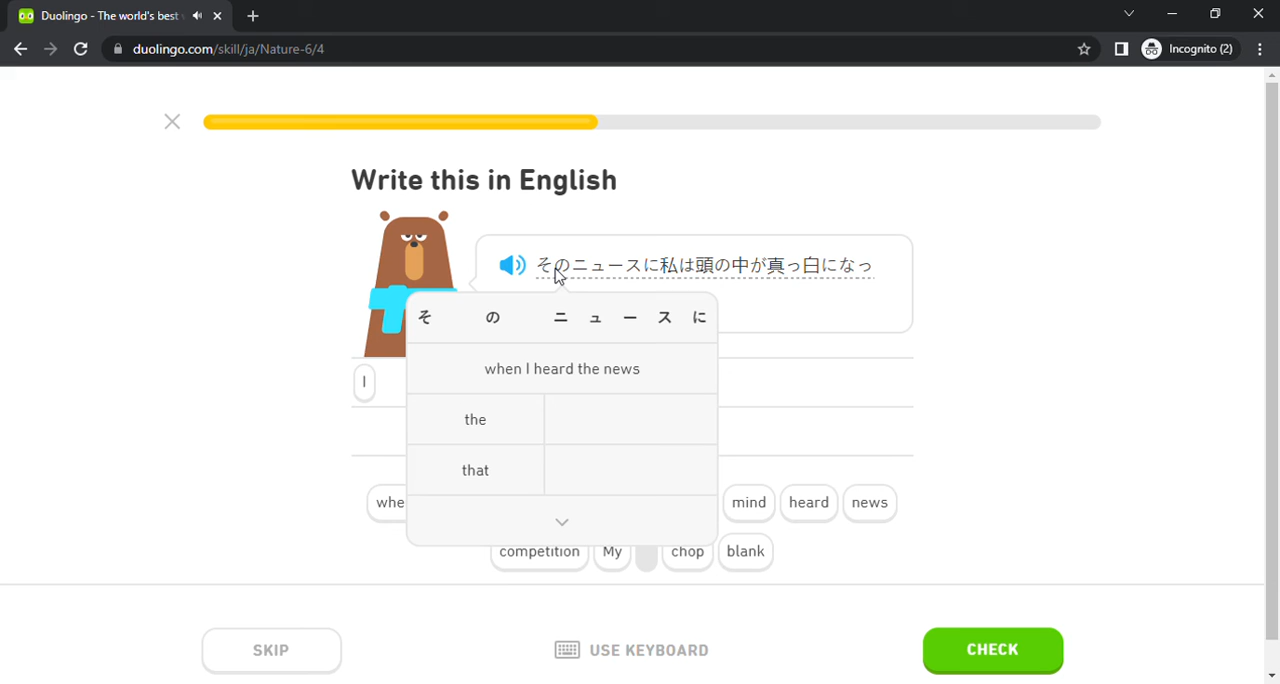 Duolingo - The world's best
duolingo.com/skill/ja/Nature-6/4
Incognito (2)
Write this in English
そのニュースに私は頭の中が真っ白になっ
そ の ニ ュ ー ス に
when I heard the news
the
that
I
whe
mind heard news
competition My chop blank
SKIP
USE KEYBOARD
CHECK